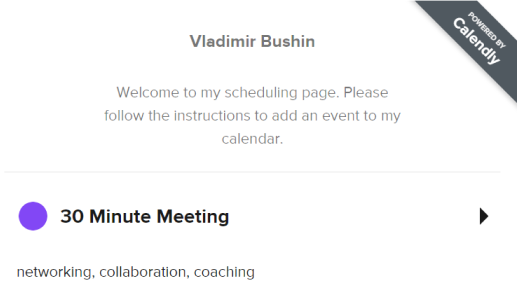 POWERED BY
Calendly
Vladimir Bushin
Welcome to my scheduling page. Please
follow the instructions to add an event to my
calendar.
30 Minute Meeting
networking, collaboration, coaching